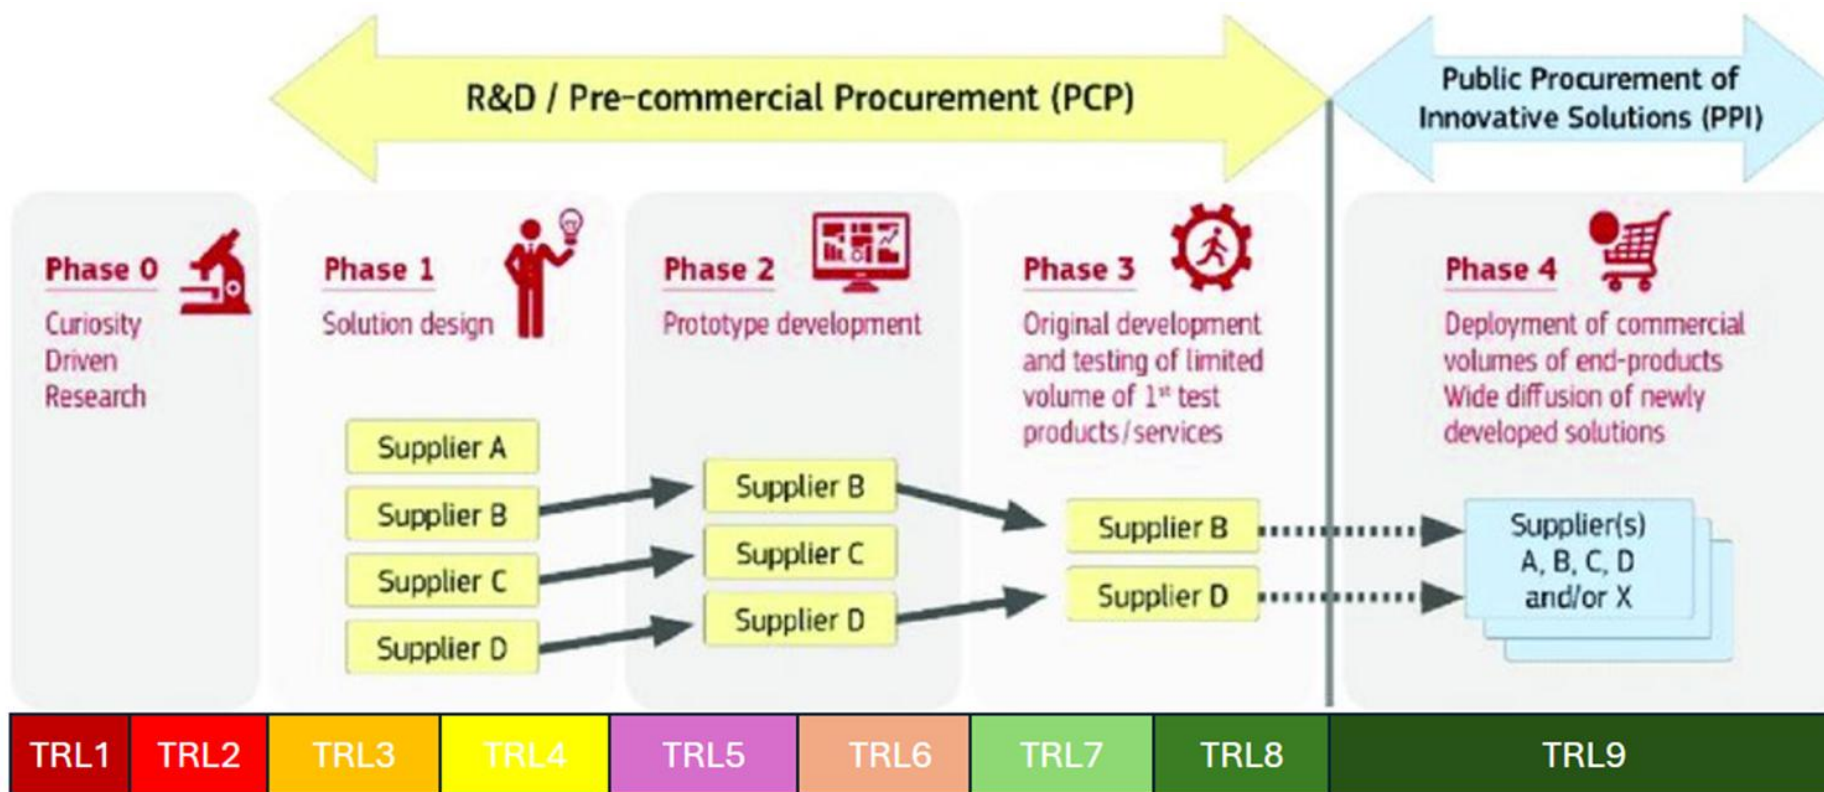 R&D / Pre-commercial Procurement (PCP)
Public Procurement of
Innovative Solutions (PPI)
Phase 0
Curiosity
Driven
Research
Phase 1
Solution design
Supplier A
Supplier B
Supplier C
Supplier D
Phase 2
Prototype development
Supplier B
Supplier C
Supplier D
Phase 3
Original development
and testing of limited
volume of 1st test
products/services
Supplier B
Supplier D
Phase 4
Deployment of commercial
volumes of end-products
Wide diffusion of newly
developed solutions
Supplier(s)
A, B, C, D
and/or X
TRL1 TRL2 TRL3 TRL4 TRL5 TRL6 TRL7 TRL8 TRL9